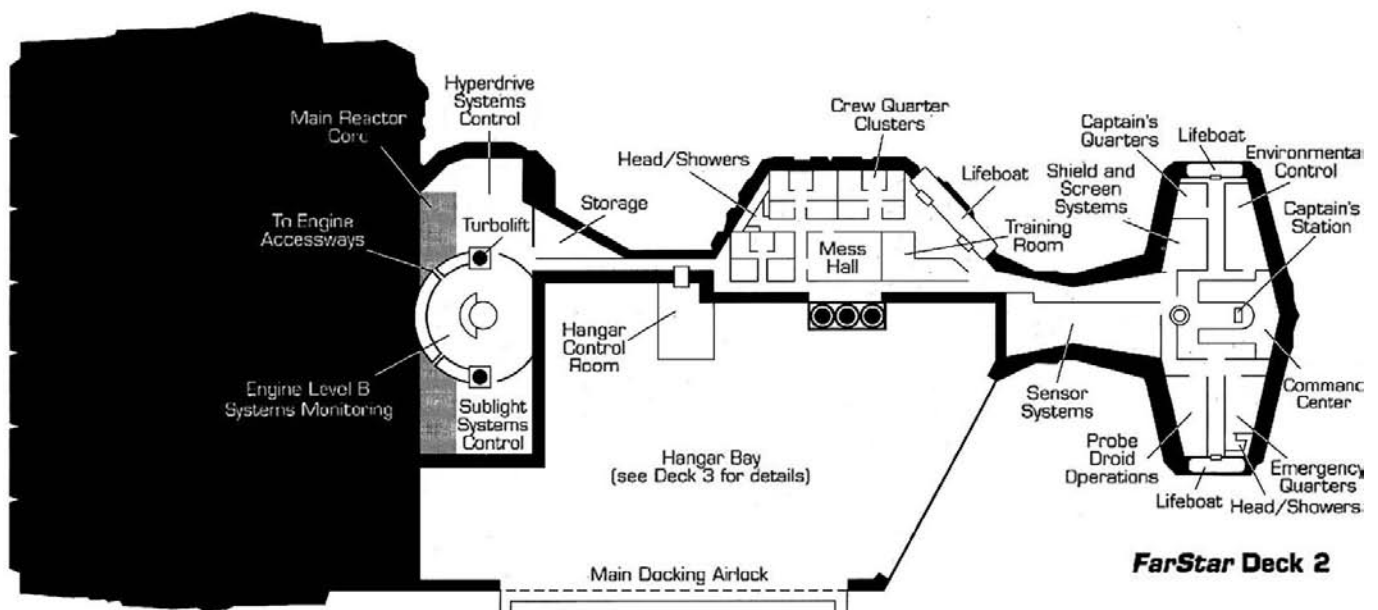 Hyperdrive
Systems
Control
Main Reactor
Core
Head/Showers
Crew Quarter
Clusters
Lifeboat
Captain's
Quarters
Lifeboat
Environmenta
Control
Shield and
Screen
Systems
Captain's
Station
To Engine
Accessways
Turbolift
Storage
Mess
Hall
Training
Room
Hangar
Control
Room
Engine Level B
Systems Monitoring
Sublight
Systems
Control
Sensor
Systems
Comman
Center
Hangar Bay
(see Deck 3 for details)
Probe
Droid
Operations
Lifeboat
Emergency
Quarters
Head/Showers
Main Docking Airlock
FarStar Deck 2